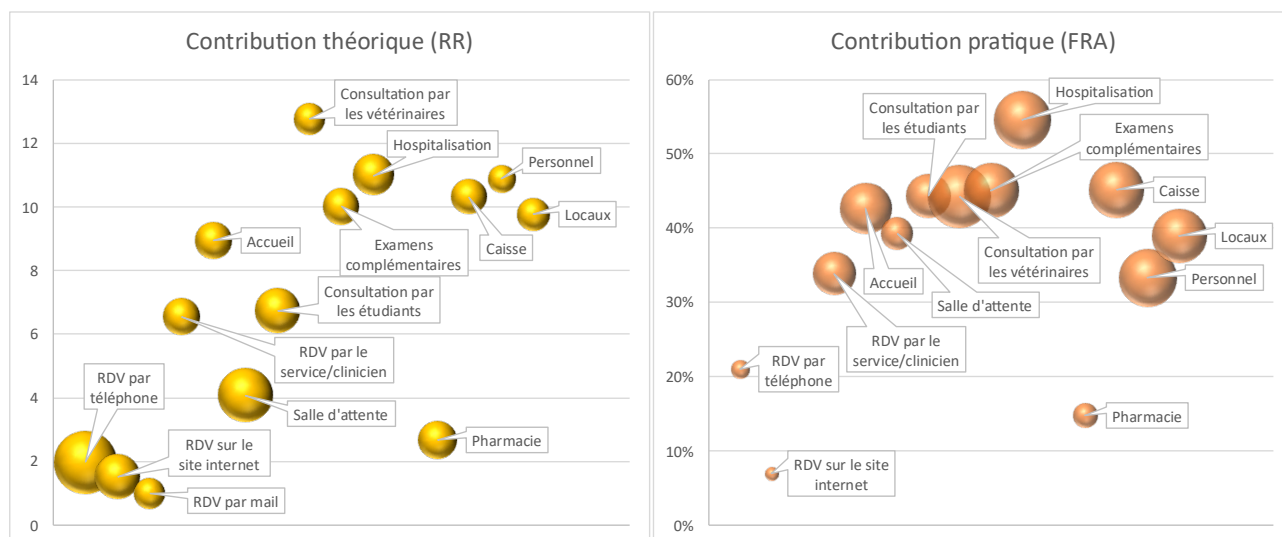 Contribution théorique (RR)
14
12
10
8
6
4
2
0
Consultation par
les vétérinaires
Hospitalisation
Personnel
Locaux
Caisse
Examens
complémentaires
Accueil
Consultation par
les étudiants
RDV par le
service/clinicien
RDV par
téléphone
Salle d'attente
Pharmacie
RDV sur le
site internet
RDV par mail
Contribution pratique (FRA)
60%
50%
40%
30%
20%
10%
0%
Hospitalisation
Consultation par
les étudiants
Examens
complémentaires
Caisse
Locaux
Consultation par
les vétérinaires
Personnel
Accueil
Salle d'attente
RDV par le
service/clinicien
RDV par
téléphone
Pharmacie
RDV sur le site
internet